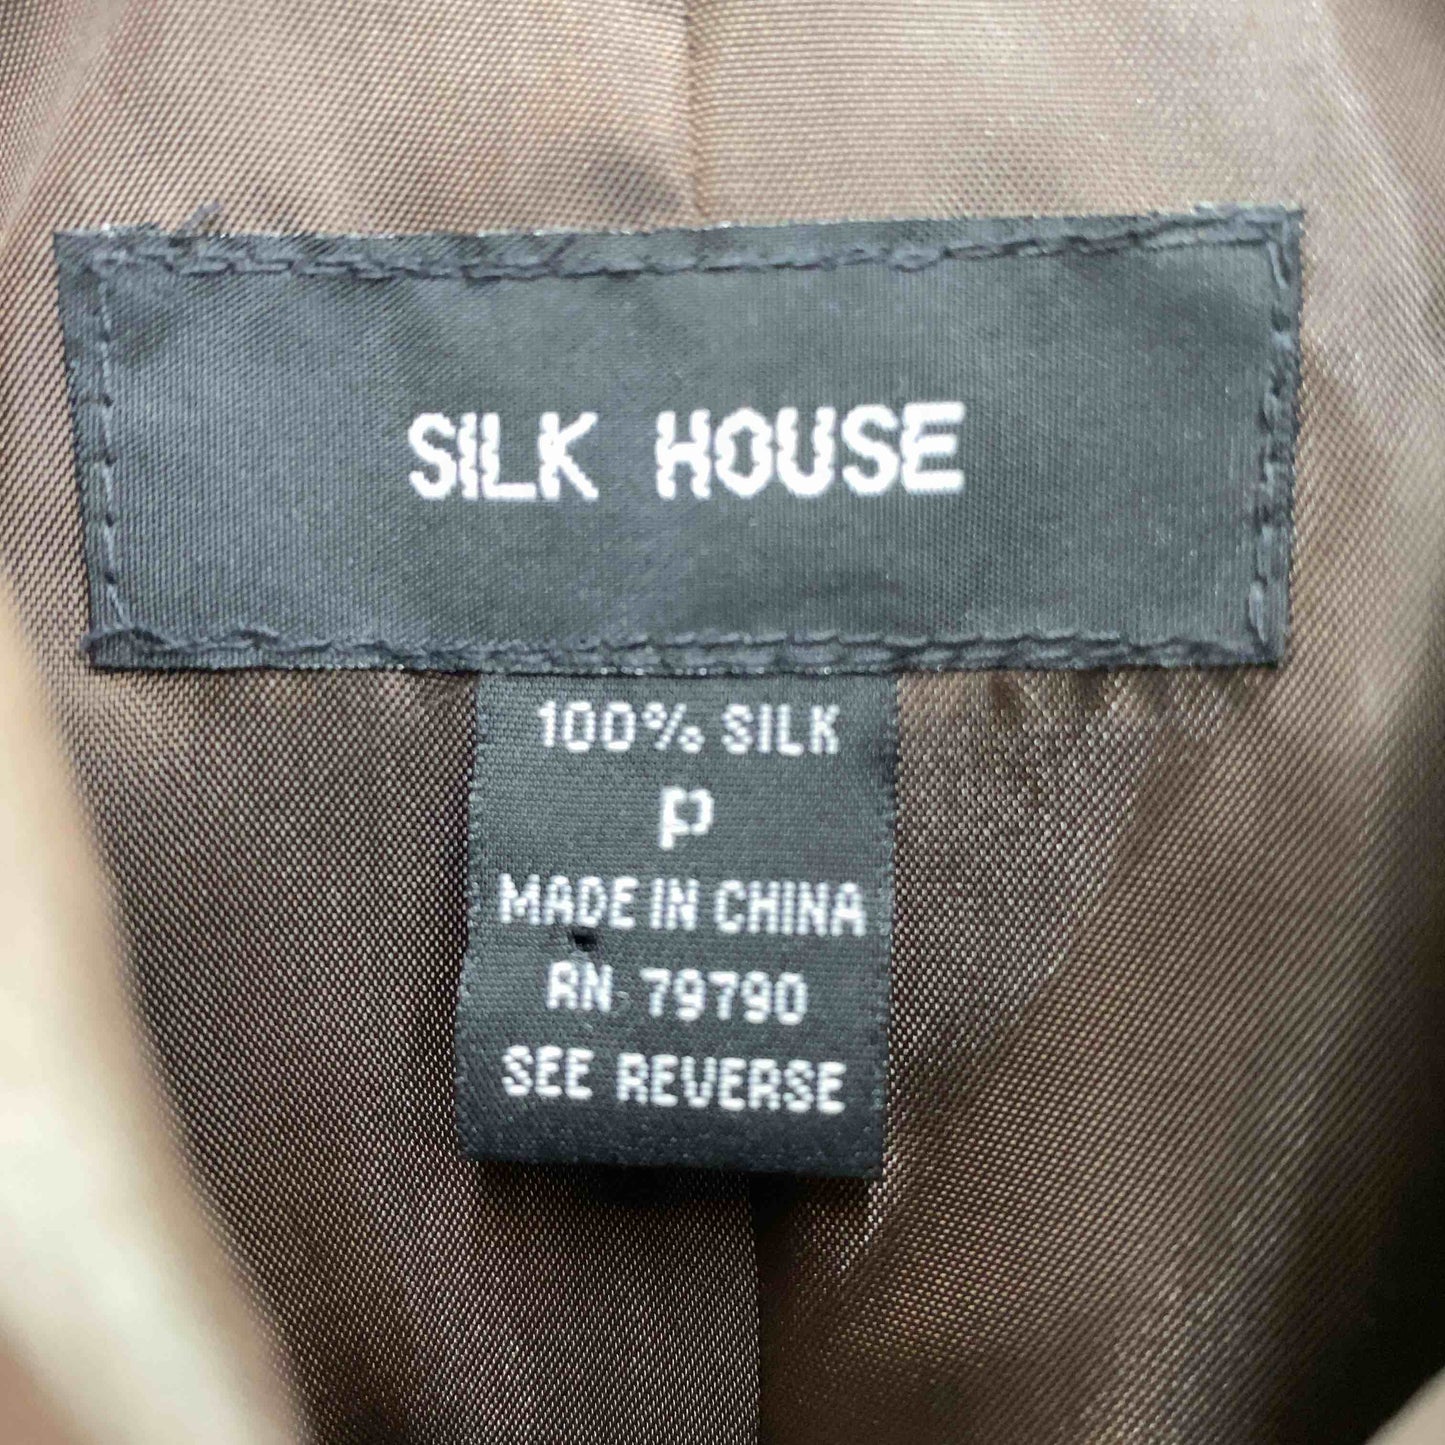 SILK HOUSE
100% SILK
P
MADE IN CHINA
RN 79790
SEE REVERSE